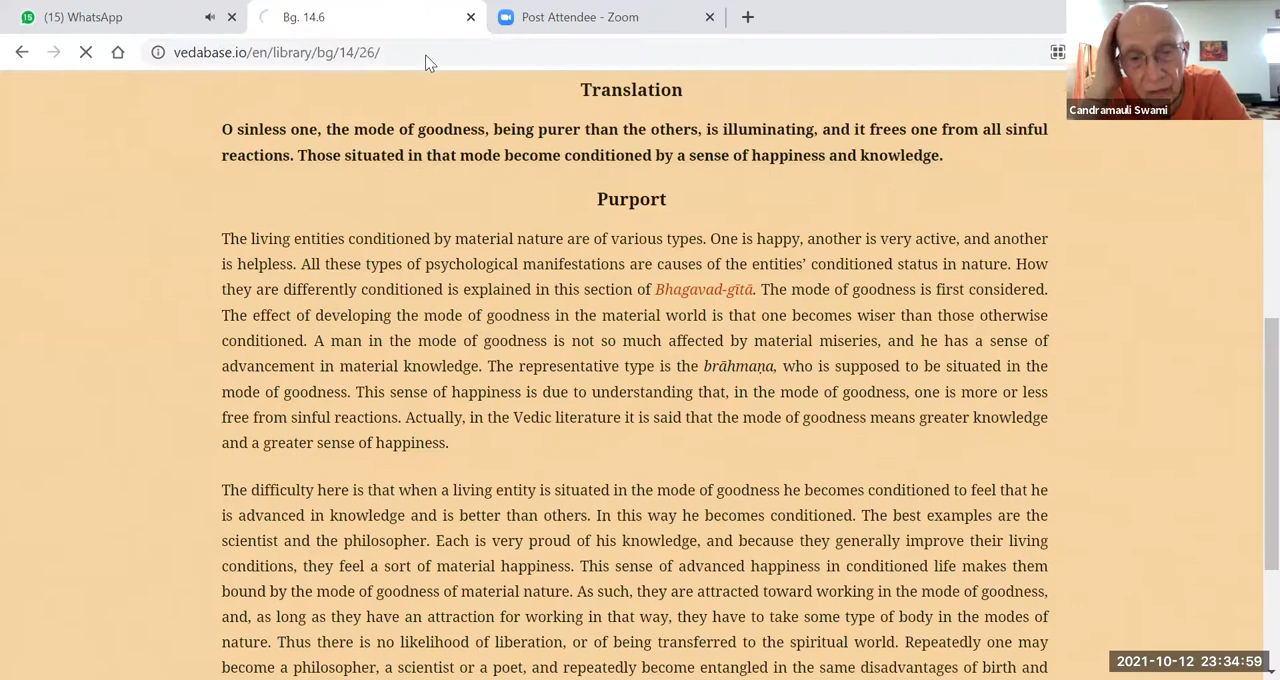 (15) WhatsApp
Bg. 14.6
Post Attendee - Zoom
vedabase.io/en/library/bg/14/26/
Candramauli Swami
Translation
O sinless one, the mode of goodness, being purer than the others, is illuminating, and it frees one from all sinful
reactions. Those situated in that mode become conditioned by a sense of happiness and knowledge.
Purport
The living entities conditioned by material nature are of various types. One is happy, another is very active, and another
is helpless. All these types of psychological manifestations are causes of the entities’ conditioned status in nature. How
they are differently conditioned is explained in this section of Bhagavad-gītā. The mode of goodness is first considered.
The effect of developing the mode of goodness in the material world is that one becomes wiser than those otherwise
conditioned. A man in the mode of goodness is not so much affected by material miseries, and he has a sense of
advancement in material knowledge. The representative type is the brāhmaṇa, who is supposed to be situated in the
mode of goodness. This sense of happiness is due to understanding that, in the mode of goodness, one is more or less
free from sinful reactions. Actually, in the Vedic literature it is said that the mode of goodness means greater knowledge
and a greater sense of happiness.
The difficulty here is that when a living entity is situated in the mode of goodness he becomes conditioned to feel that he
is advanced in knowledge and is better than others. In this way he becomes conditioned. The best examples are the
scientist and the philosopher. Each is very proud of his knowledge, and because they generally improve their living
conditions, they feel a sort of material happiness. This sense of advanced happiness in conditioned life makes them
bound by the mode of goodness of material nature. As such, they are attracted toward working in the mode of goodness,
and, as long as they have an attraction for working in that way, they have to take some type of body in the modes of
nature. Thus there is no likelihood of liberation, or of being transferred to the spiritual world. Repeatedly one may
become a philosopher, a scientist or a poet, and repeatedly become entangled in the same disadvantages of birth and
2021-10-12 23:34:59